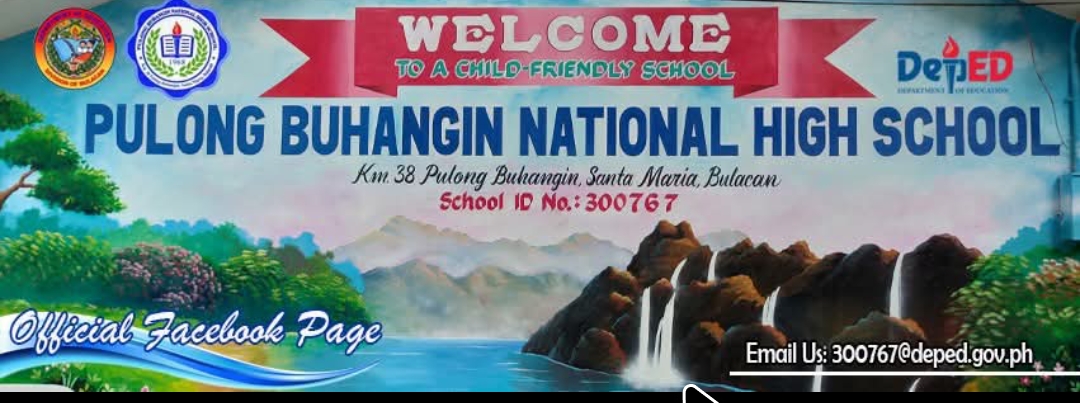 WELCOME
TO A CHILD-FRIENDLY SCHOOL
DepED
DEPARTMENT OF EDUCATION
PULONG BUHANGIN NATIONAL HIGH SCHOOL
Km. 38 Pulong Buhangin, Santa Maria, Bulacan
School ID No.: 300767
Official Facebook Page
Email Us: 300767@deped.gov.ph